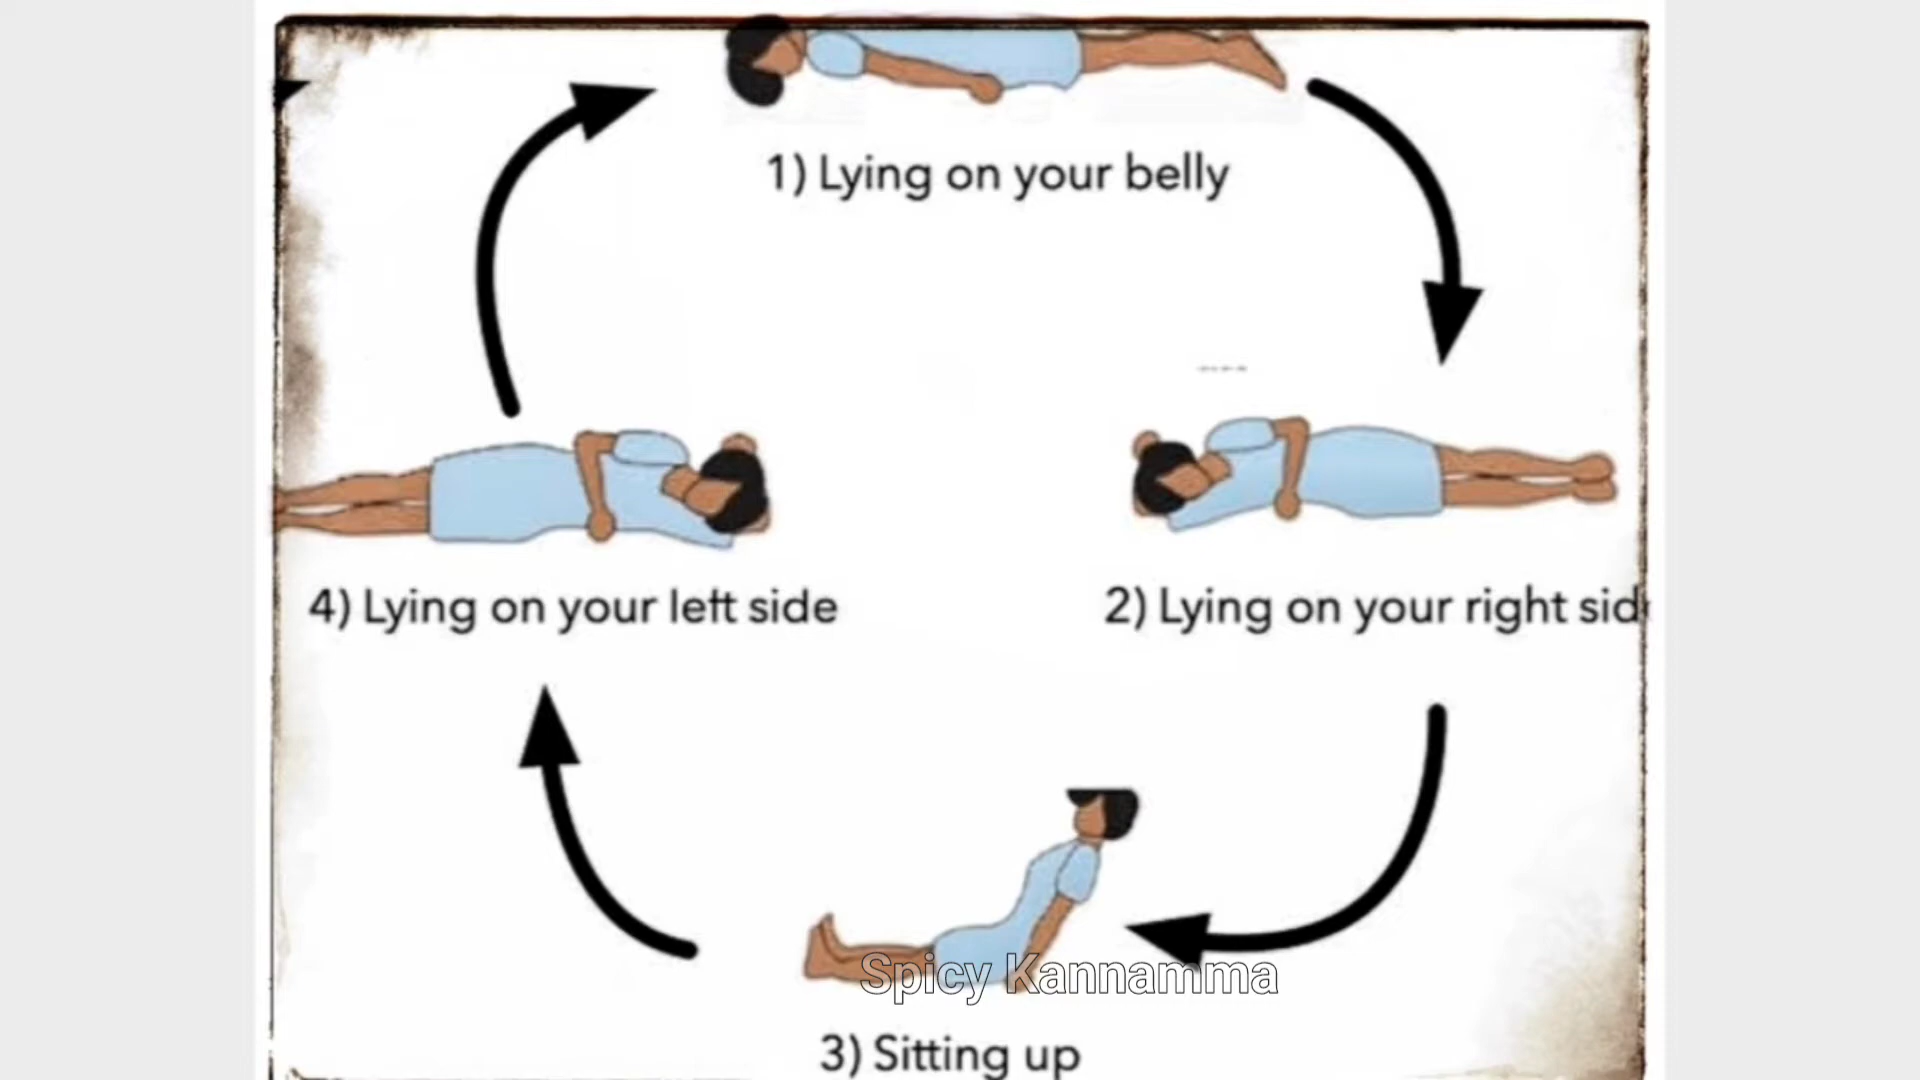 1) Lying on your belly
4) Lying on your left side
2) Lying on your right sid
Spicy Kannamma
3) Sitting up